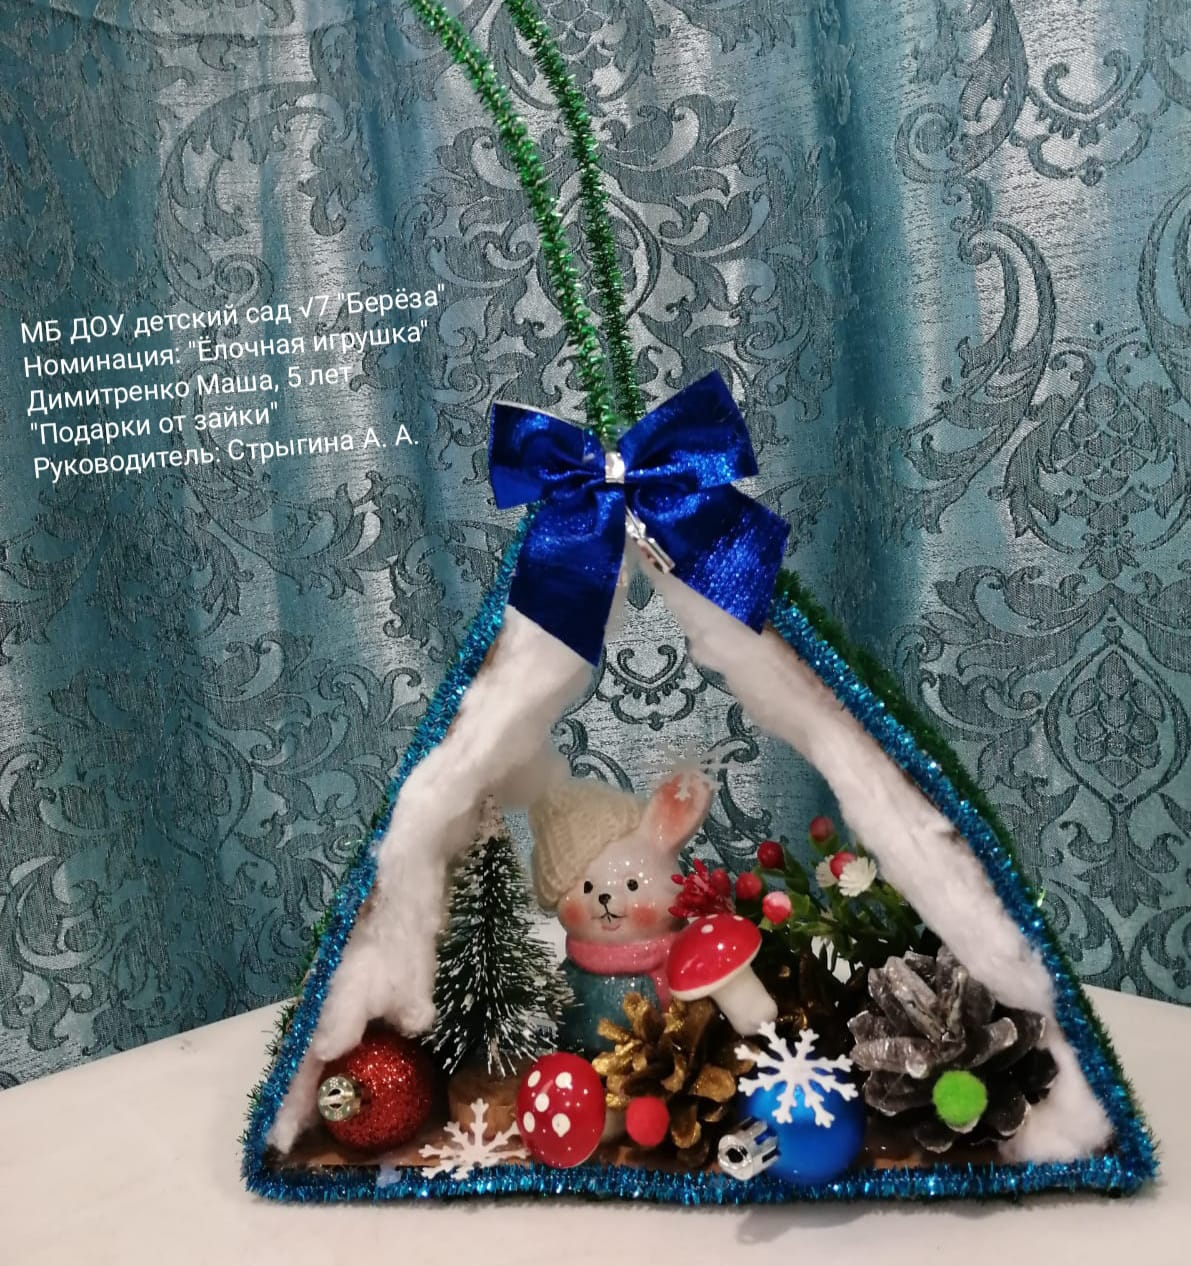 МБ ДОУ детский сад √7 "Берёза"
Номинация: "Ёлочная игрушка"
Димитренко Маша, 5 лет
"Подарки от зайки"
Руководитель: Стрыгина А. А.